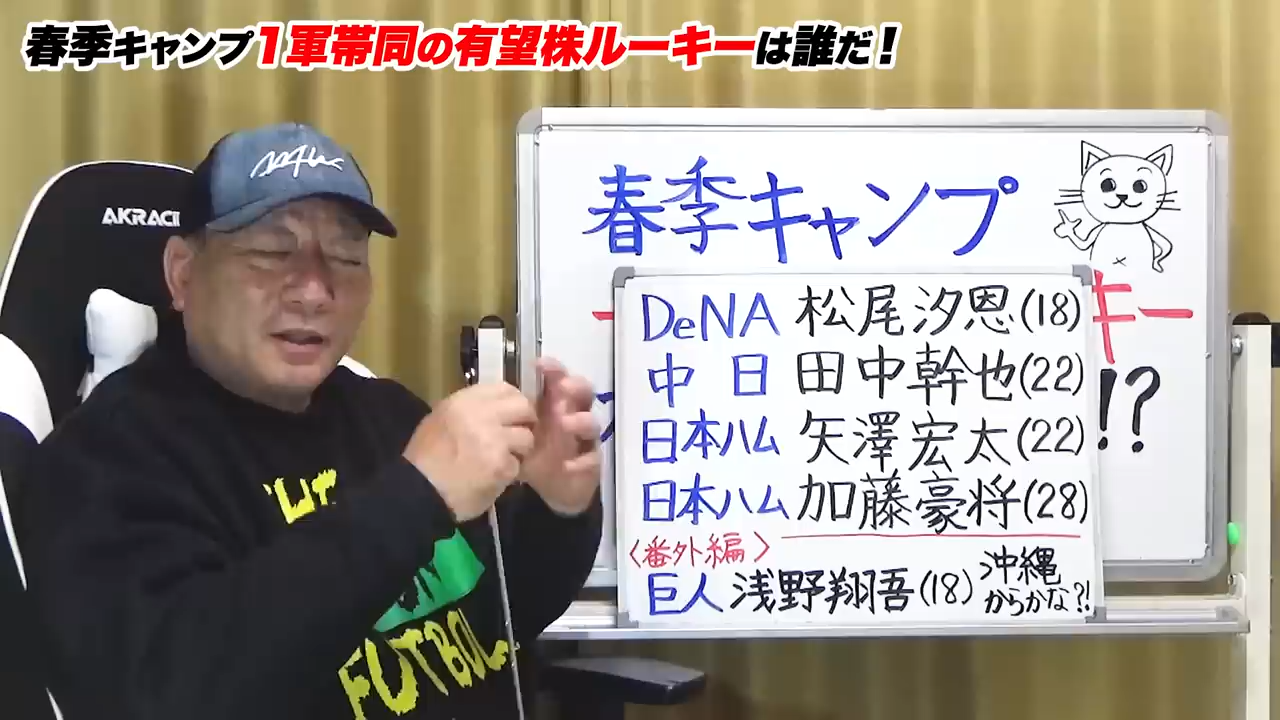 春季キャンプ1軍帯同の有望株ルーキーは誰だ!
AKRACI
春季キャンプ
キー
!?
DeNA 松尾汐恩(18)
中日 田中幹也(22)
日本ハム 矢澤宏太(22)
日本ハム 加藤豪将(28)
〈番外編〉
巨人 浅野翔吾(18) 沖縄
からかな?!
FUTBOL